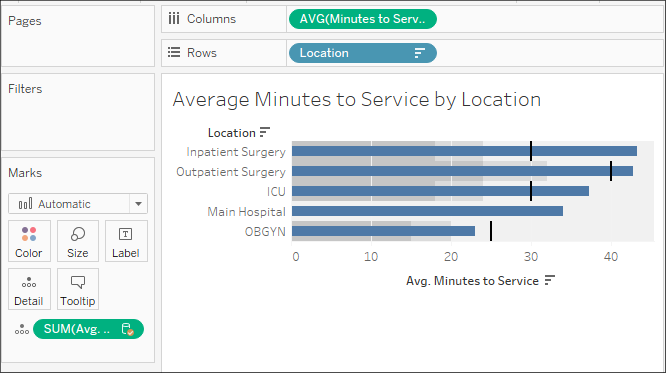 Pages
Columns
AVG(Minutes to Serv..
Rows
Location
Filters
Average Minutes to Service by Location
Location
Inpatient Surgery
Outpatient Surgery
ICU
Main Hospital
OBGYN
0 10 20 30 40
Avg. Minutes to Service
Marks
Automatic
Color Size Label
Detail Tooltip
SUM(Avg. ..